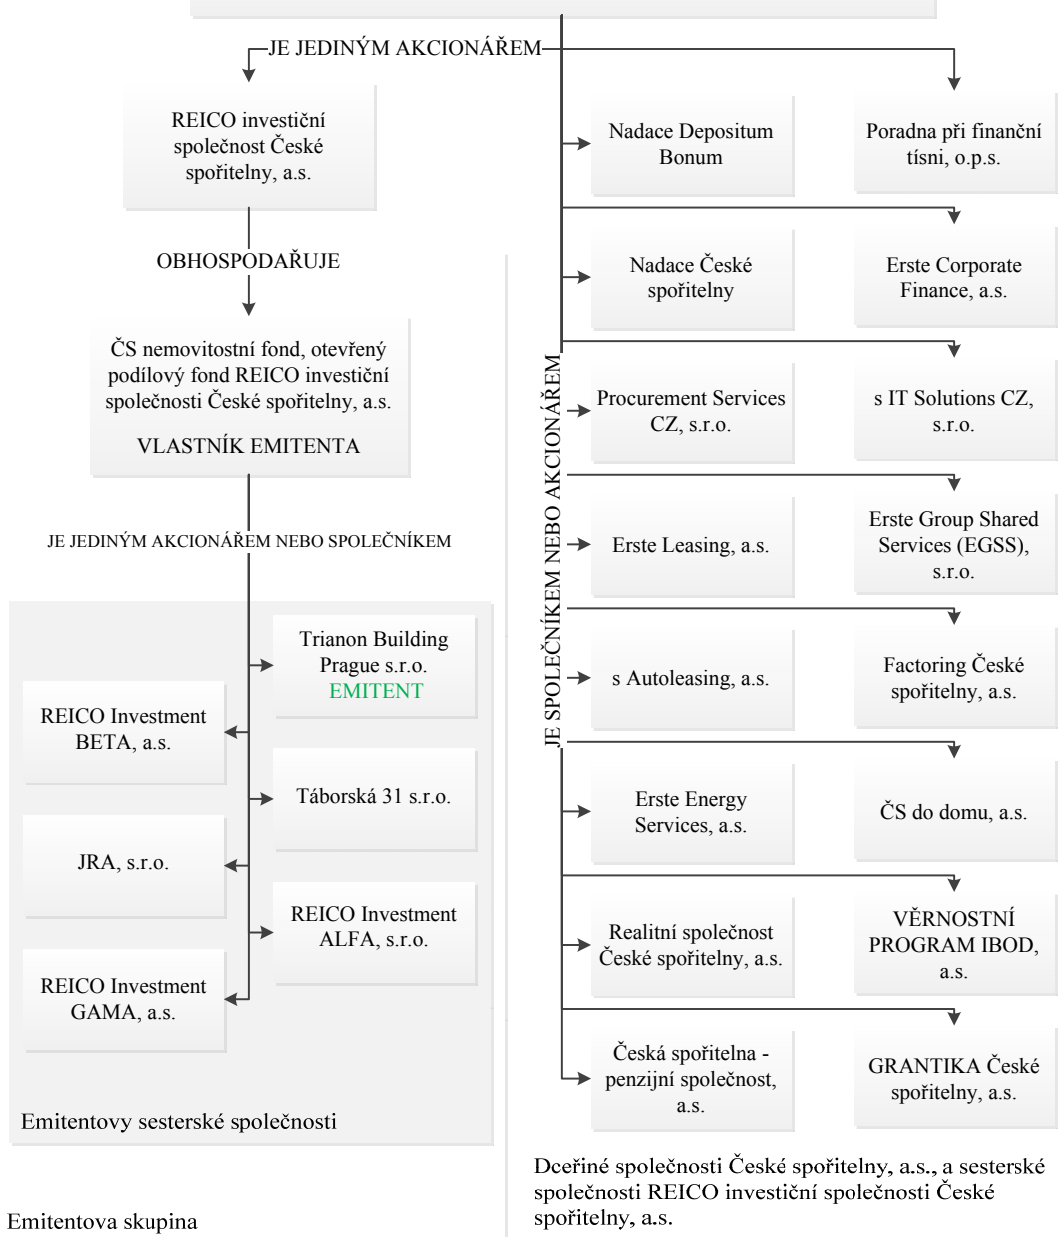 JE JEDINÝM AKCIONÁŘEM
REICO investiční
společnost České
spořitelny, a.s.
OBHOSPODAŘUJE
ČS nemovitostní fond, otevřený
podílový fond REICO investiční
společnosti České spořitelny, a.s.
VLASTNÍK EMITENTA
JE JEDINÝM AKCIONÁŘEM NEBO SPOLEČNÍKEM
Trianon Building
Prague s.r.o.
EMITENT
REICO Investment
BETA, a.s.
Táborská 31 s.r.o.
JRA, s.r.o.
REICO Investment
ALFA, s.r.o.
REICO Investment
GAMA, a.s.
Emitentovy sesterské společnosti
Emitentova skupina
JE SPOLEČNÍKEM NEBO AKCIONÁŘEM
Nadace Depositum
Bonum
Poradna při finanční
tísni, o.p.s.
Nadace České
spořitelny
Erste Corporate
Finance, a.s.
Procurement Services
CZ, s.r.o.
s IT Solutions CZ,
s.r.o.
Erste Leasing, a.s.
Erste Group Shared
Services (EGSS),
s.r.o.
s Autoleasing, a.s.
Factoring České
spořitelny, a.s.
Erste Energy
Services, a.s.
ČS do domu, a.s.
Realitní společnost
České spořitelny, a.s.
VĚRNOSTNÍ
PROGRAM IBOD,
a.s.
Česká spořitelna -
penzijní společnost,
a.s.
GRANTIKA České
spořitelny, a.s.
Dceřiné společnosti České spořitelny, a.s., a sesterské
společnosti REICO investiční společnosti České
spořitelny, a.s.